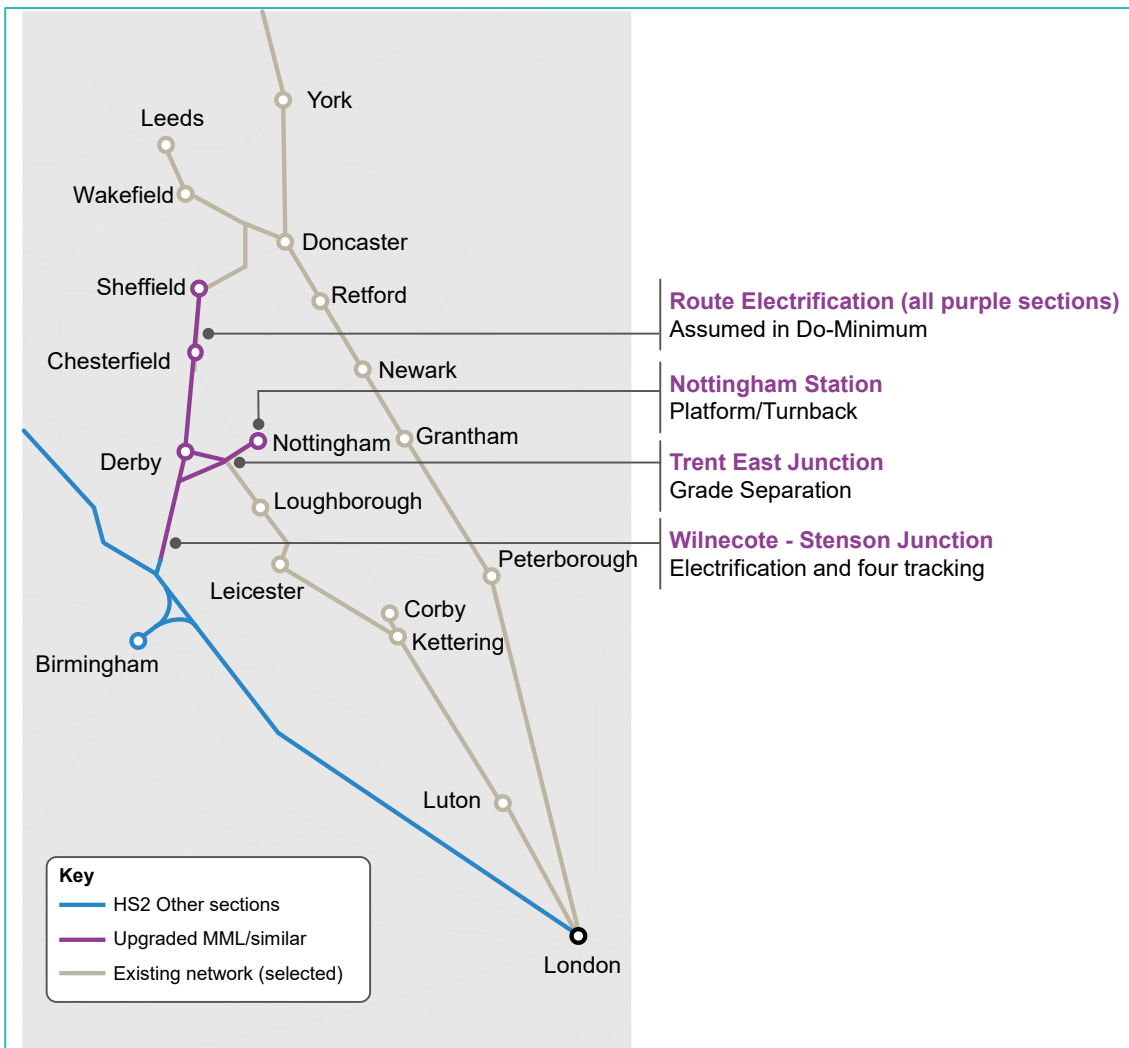 York
Leeds
Wakefield
Doncaster
Sheffield
Retford
Route Electrification (all purple sections)
Assumed in Do-Minimum
Chesterfield
Newark
Nottingham Station
Platform/Turnback
Derby
Nottingham
Grantham
Trent East Junction
Grade Separation
Loughborough
Wilnecote - Stenson Junction
Electrification and four tracking
Peterborough
Leicester
Corby
Kettering
Birmingham
Luton
Key
HS2 Other sections
Upgraded MML/similar
Existing network (selected)
London